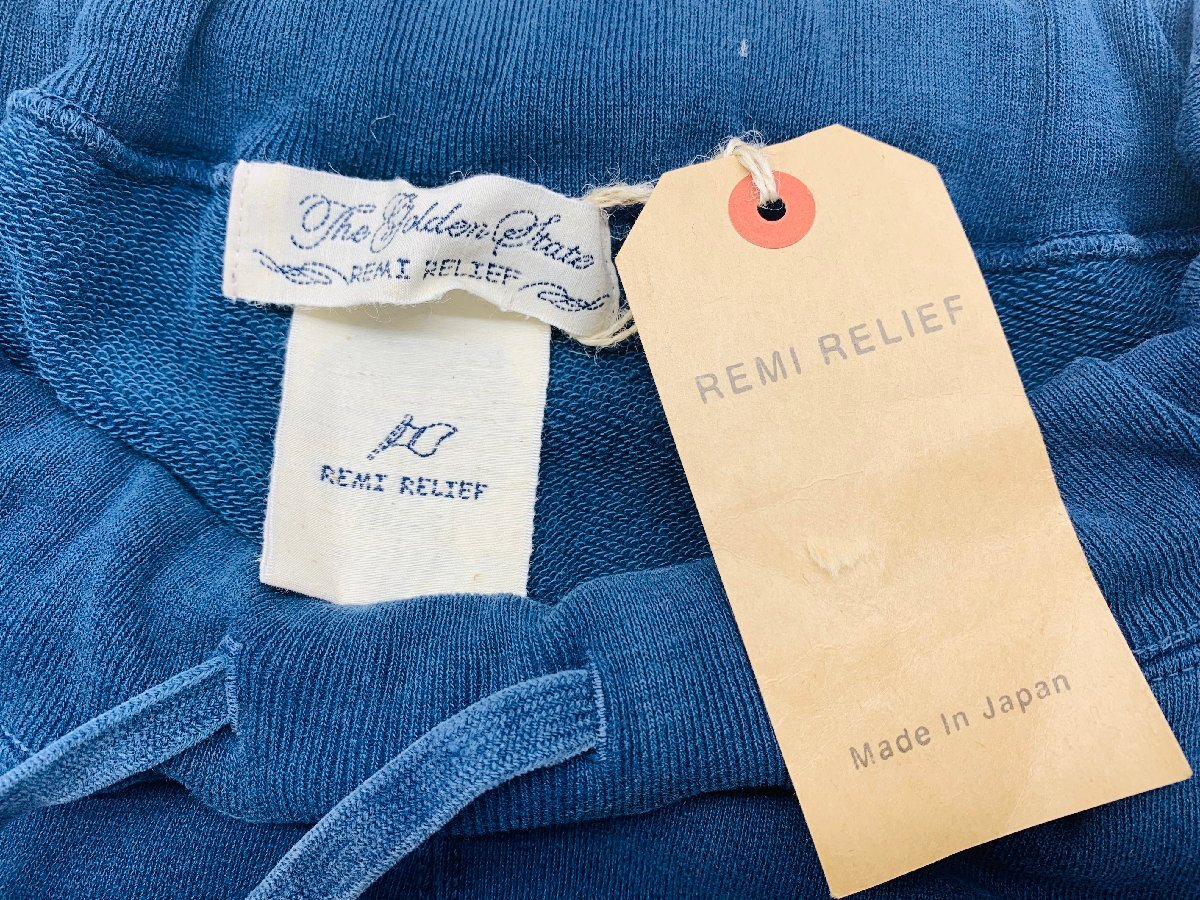 The Golden State
REMI RELIEF
REMI RELIEF
REMI RELIEF
Made In Japan